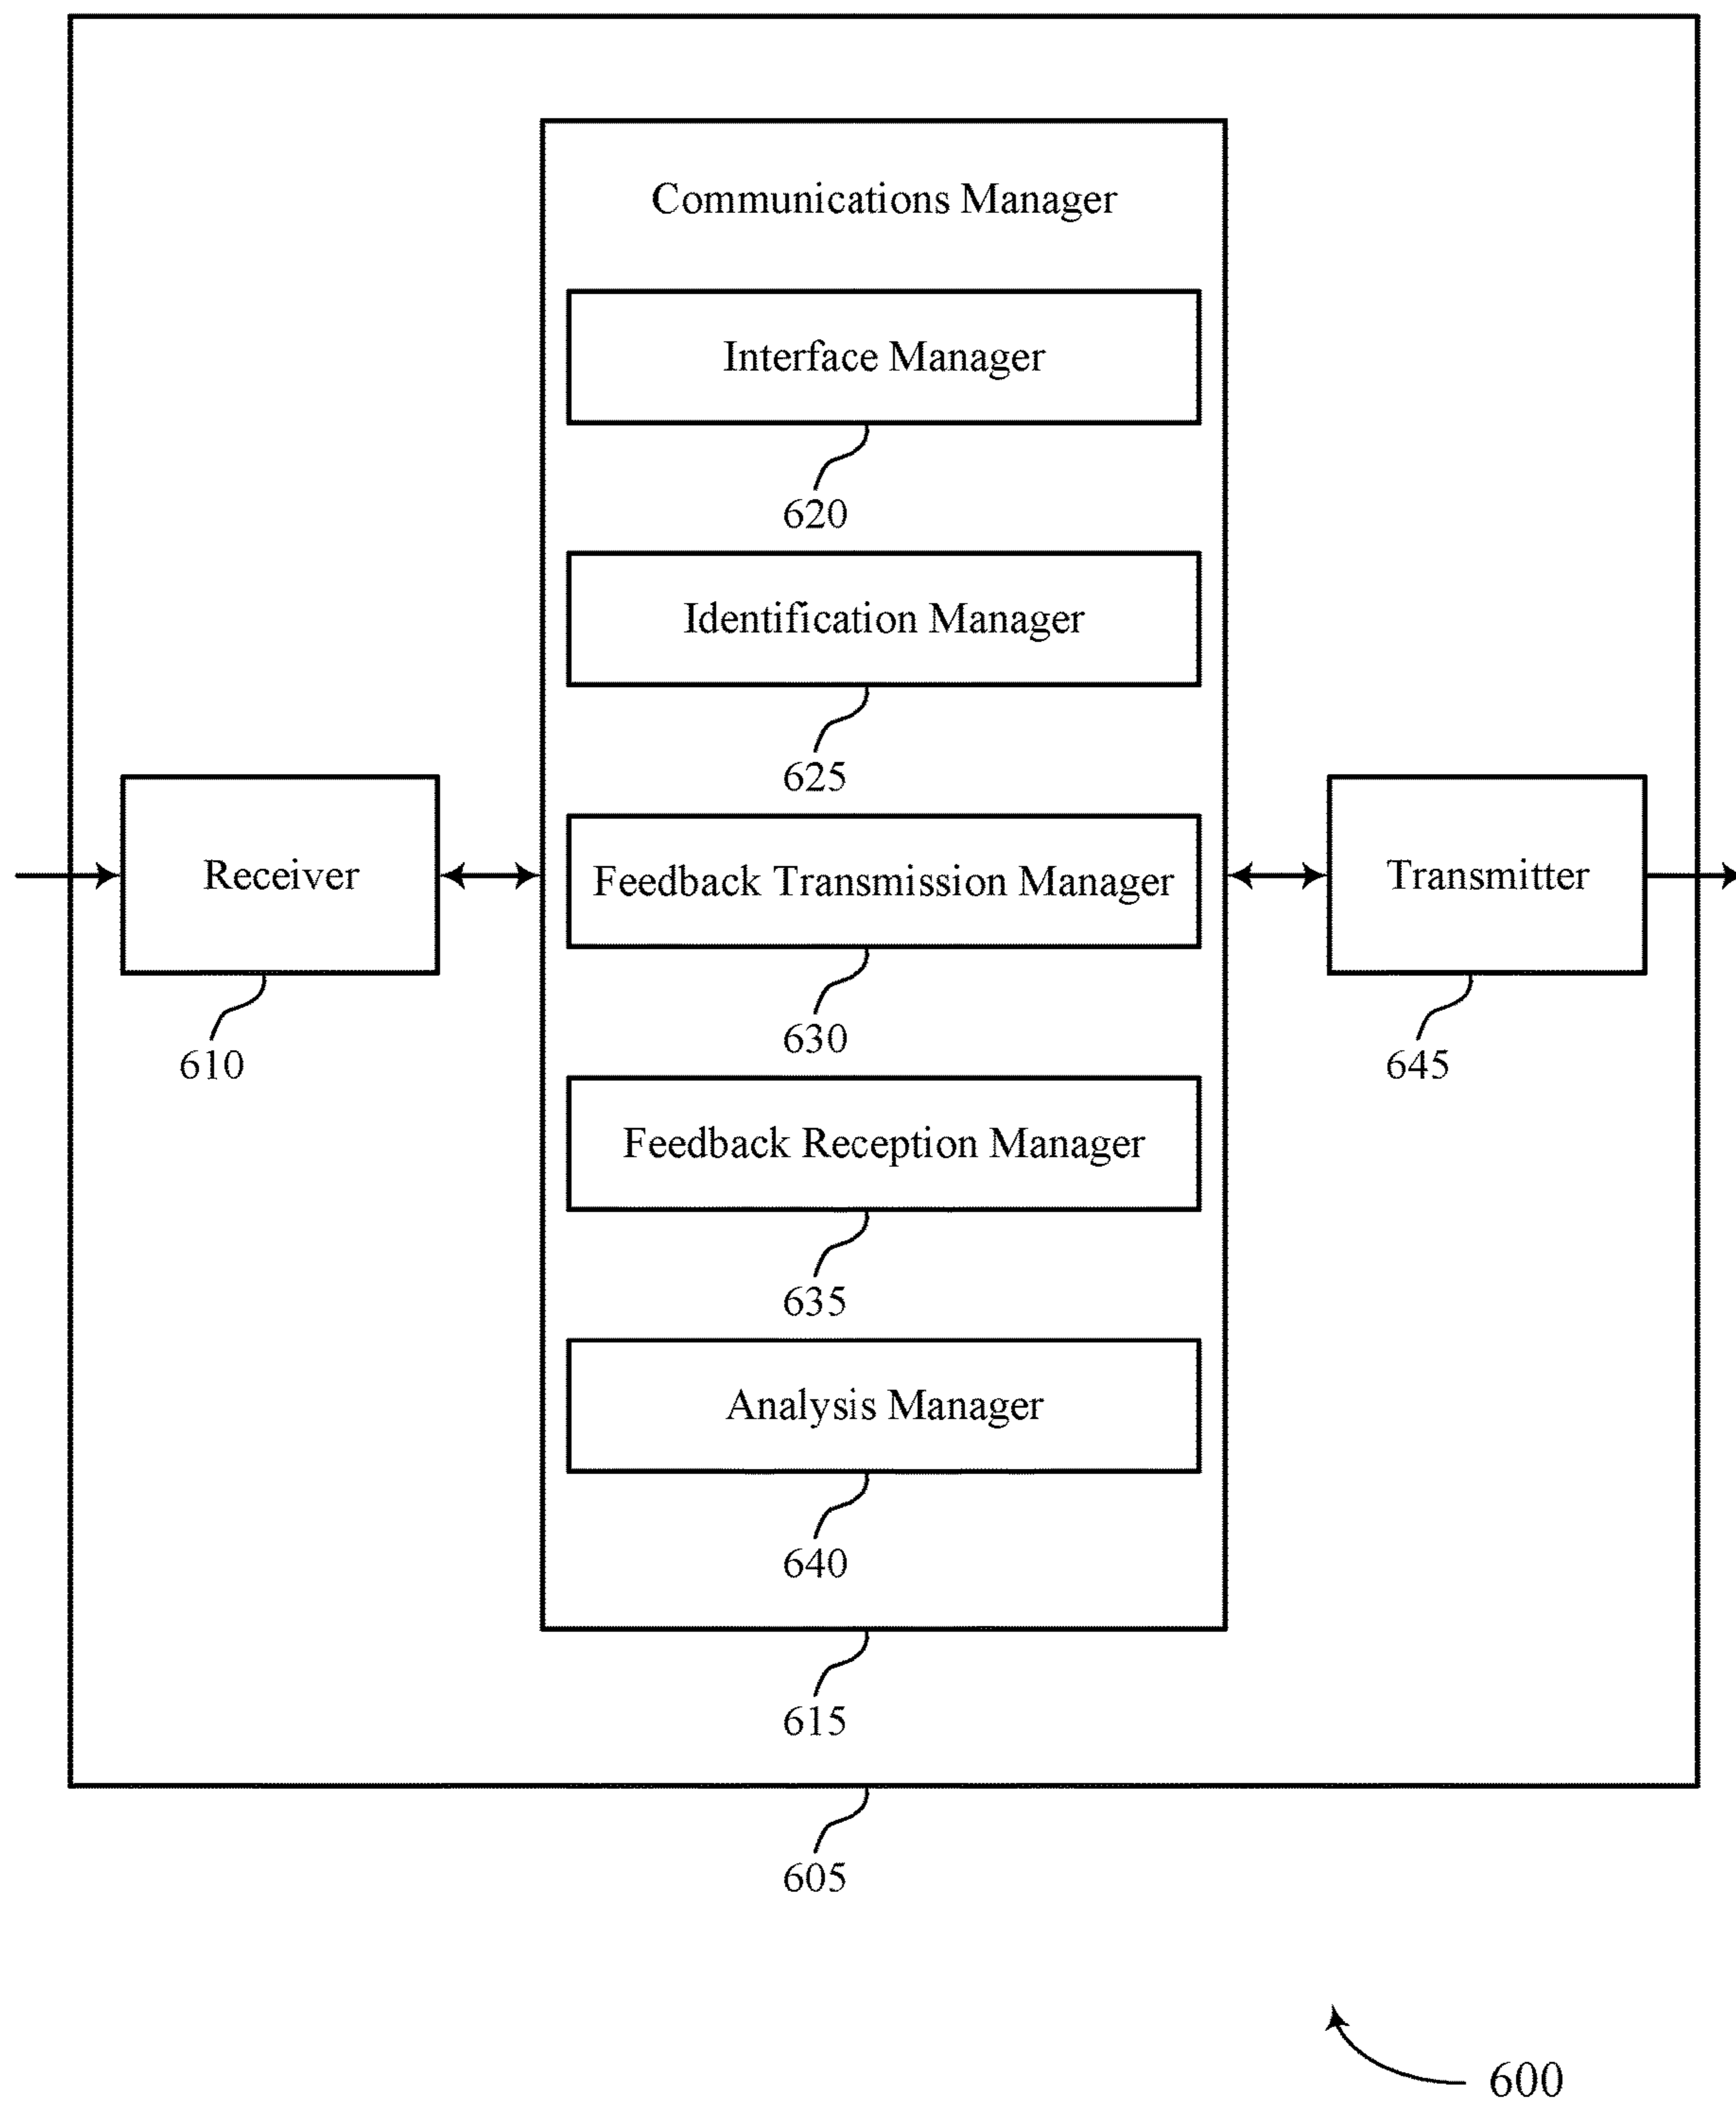 Communications Manager
Interface Manager
620
Identification Manager
625
Receiver
610
Feedback Transmission Manager
630
Transmitter
645
Feedback Reception Manager
635
Analysis Manager
640
615
605
600